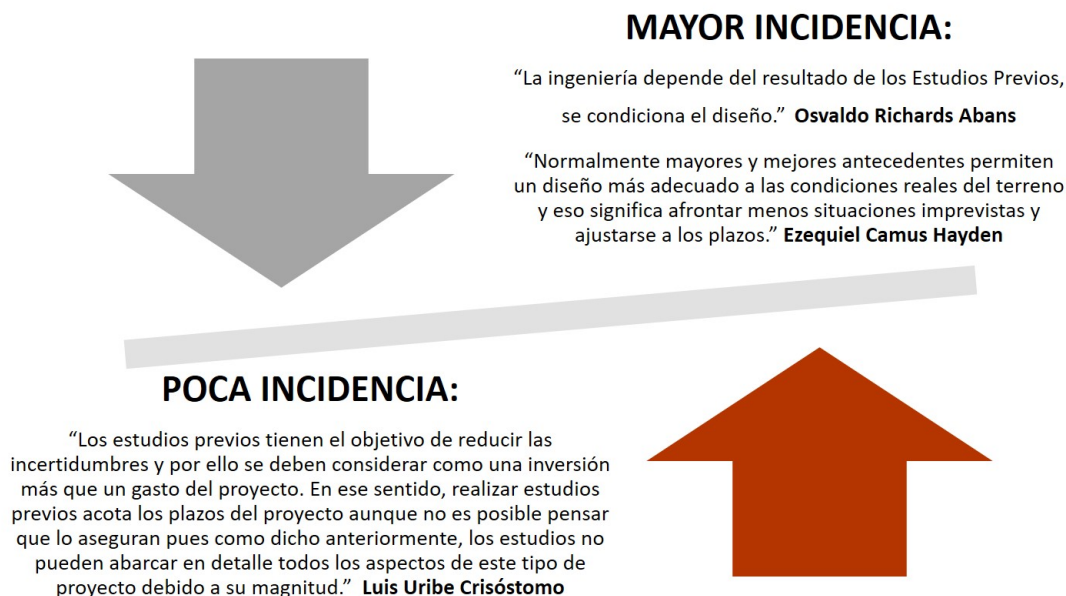 MAYOR INCIDENCIA:
“La ingeniería depende del resultado de los Estudios Previos,
se condiciona el diseño.” Osvaldo Richards Abans
“Normalmente mayores y mejores antecedentes permiten
un diseño más adecuado a las condiciones reales del terreno
y eso significa afrontar menos situaciones imprevistas y
ajustarse a los plazos.” Ezequiel Camus Hayden
POCA INCIDENCIA:
“Los estudios previos tienen el objetivo de reducir las
incertidumbres y por ello se deben considerar como una inversión
más que un gasto del proyecto. En ese sentido, realizar estudios
previos acota los plazos del proyecto aunque no es posible pensar
que lo aseguran pues como dicho anteriormente, los estudios no
pueden abarcar en detalle todos los aspectos de este tipo de
proyecto debido a su magnitud.” Luis Uribe Crisóstomo